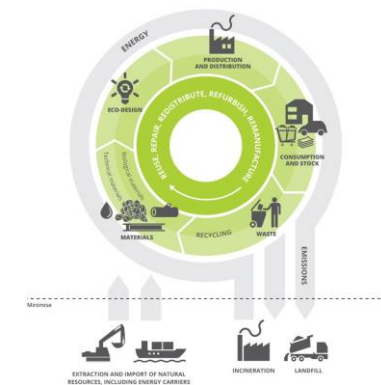 ENERGY
PRODUCTION
AND DISTRIBUTION
ECO-DESIGN
REUSE, REPAIR, REDISTRIBUTE, REFURBISH, REMANUFACTURE
CONSUMPTION
AND STOCK
Technical materials
Biological materials
MATERIALS
RECYCLING
WASTE
EMISSIONS
Minimise
EXTRACTION AND IMPORT OF NATURAL
RESOURCES, INCLUDING ENERGY CARRIERS
INCINERATION
LANDFILL